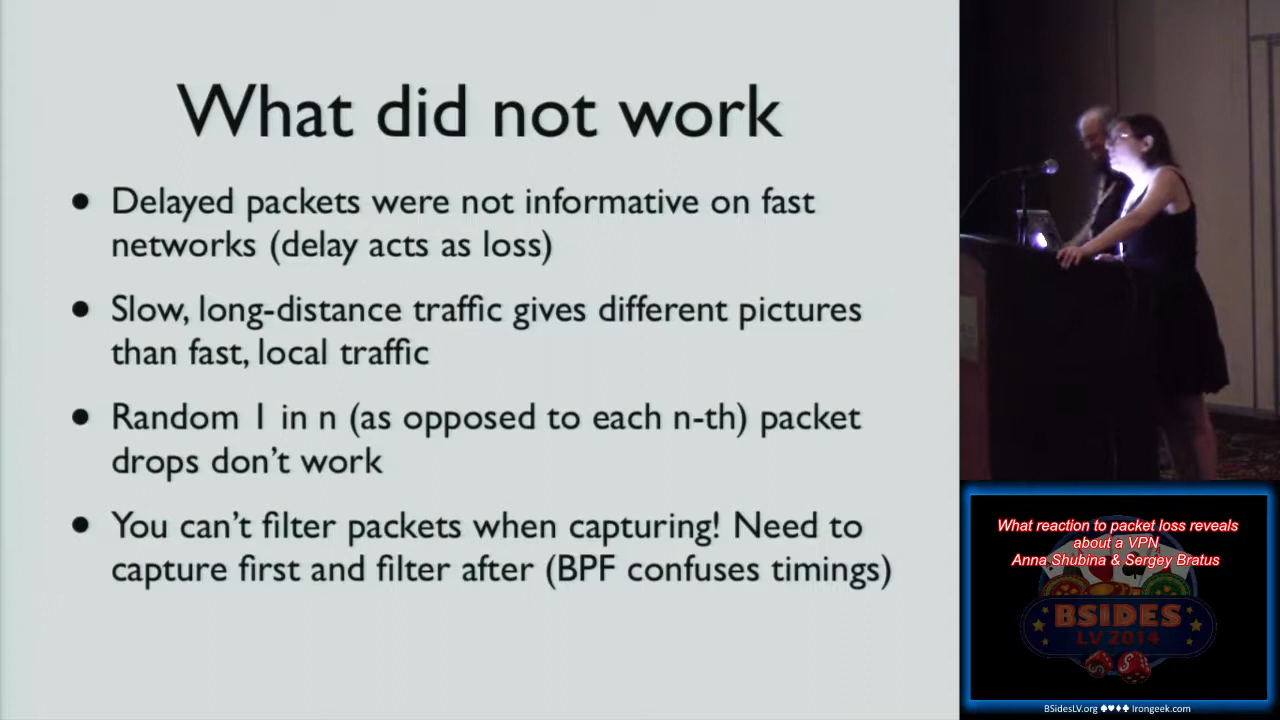 What did not work
• Delayed packets were not informative on fast
networks (delay acts as loss)
• Slow, long-distance traffic gives different pictures
than fast, local traffic
• Random 1 in n (as opposed to each n-th) packet
drops don't work
• You can't filter packets when capturing! Need to
capture first and filter after (BPF confuses timings)
What reaction to packet loss reveals
about a VPN
Anna Shubina & Sergey Bratus
BSIDES
LV 2014
BSidesLV.org ♠♥♦♣ Irongeek.com